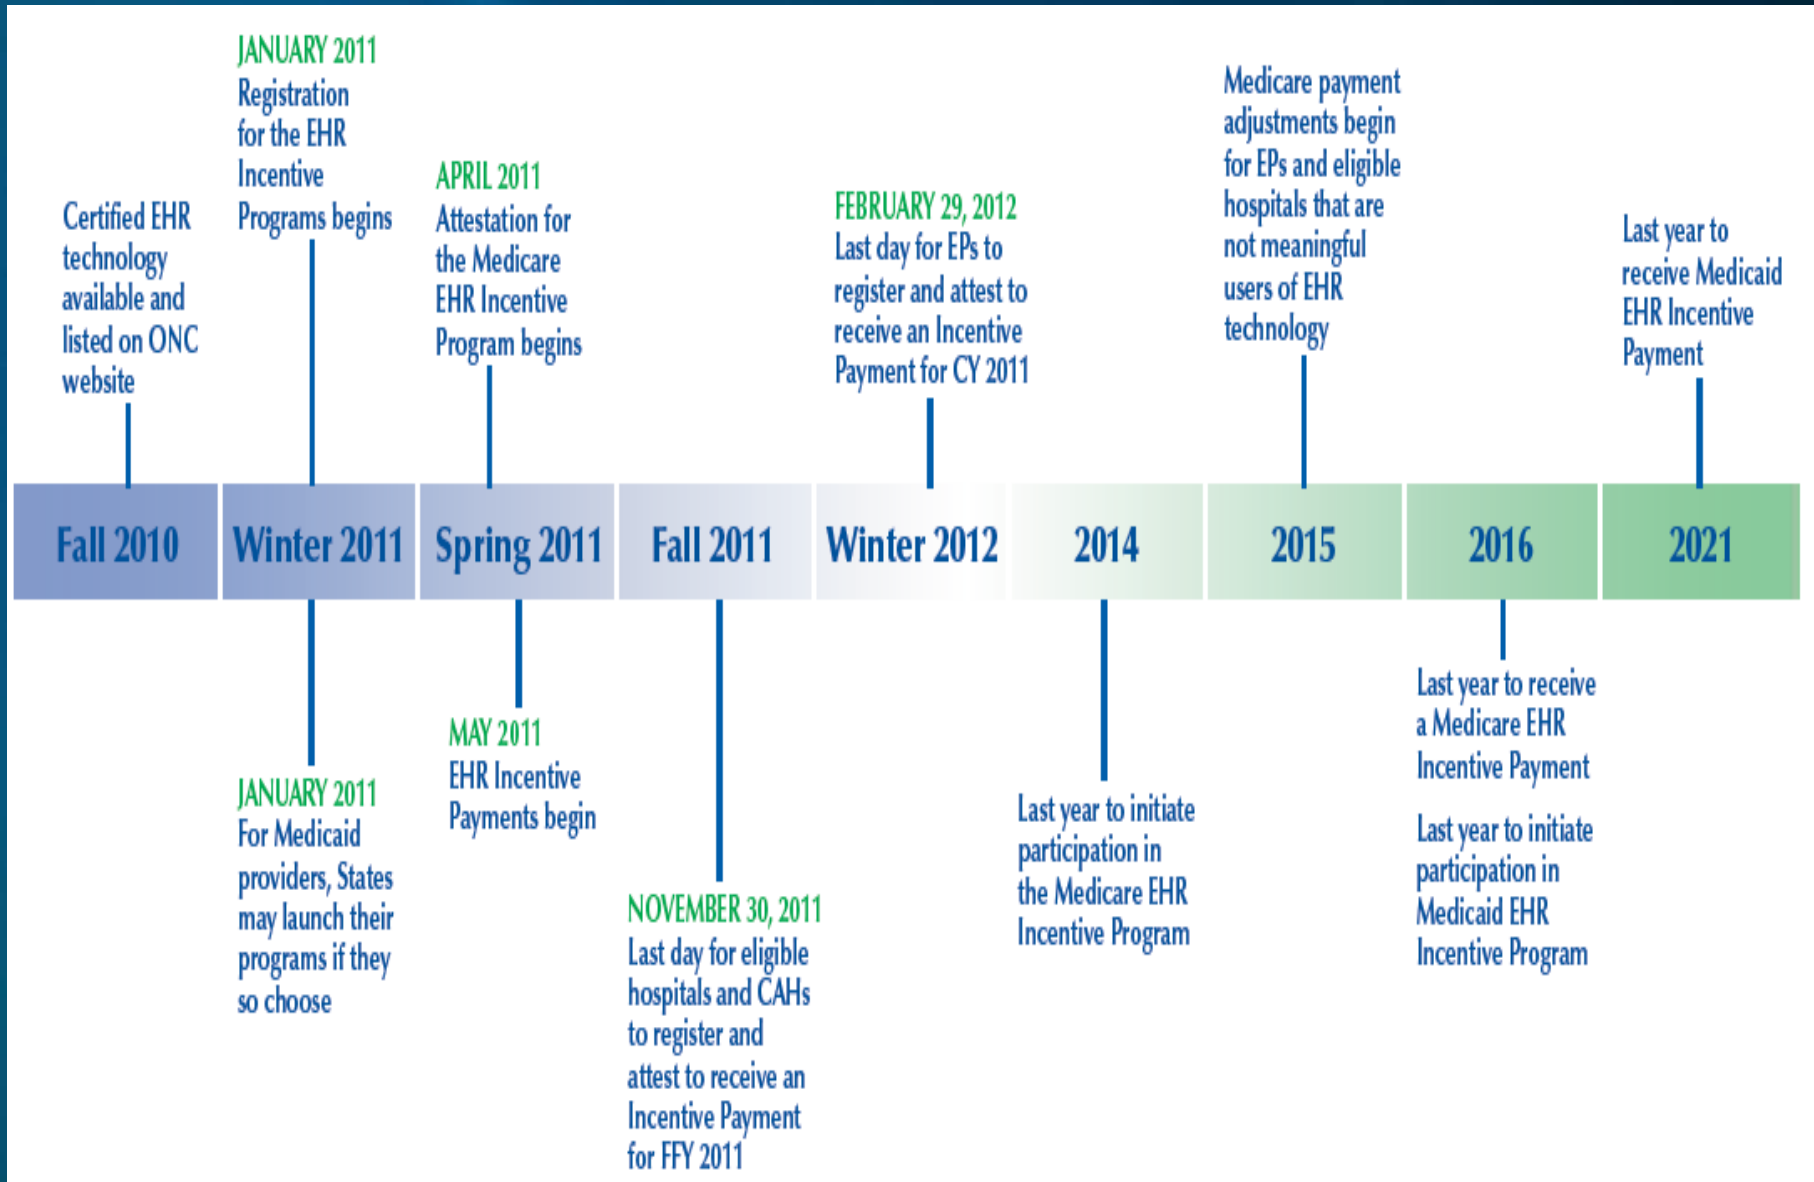 Certified EHR
technology
available and
listed on ONC
website
JANUARY 2011
Registration
for the EHR
Incentive
Programs begins
APRIL 2011
Attestation for
the Medicare
EHR Incentive
Program begins
FEBRUARY 29, 2012
Last day for EPs to
register and attest to
receive an Incentive
Payment for CY 2011
Medicare payment
adjustments begin
for EPs and eligible
hospitals that are
not meaningful
users of EHR
technology
Last year to
receive Medicaid
EHR Incentive
Payment
Fall 2010
Winter 2011
Spring 2011
Fall 2011
Winter 2012
2014
2015
2016
2021
JANUARY 2011
For Medicaid
providers, States
may launch their
programs if they
so choose
MAY 2011
EHR Incentive
Payments begin
NOVEMBER 30, 2011
Last day for eligible
hospitals and CAHs
to register and
attest to receive an
Incentive Payment
for FFY 2011
Last year to initiate
participation in
the Medicare EHR
Incentive Program
Last year to receive
a Medicare EHR
Incentive Payment
Last year to initiate
participation in
Medicaid EHR
Incentive Program